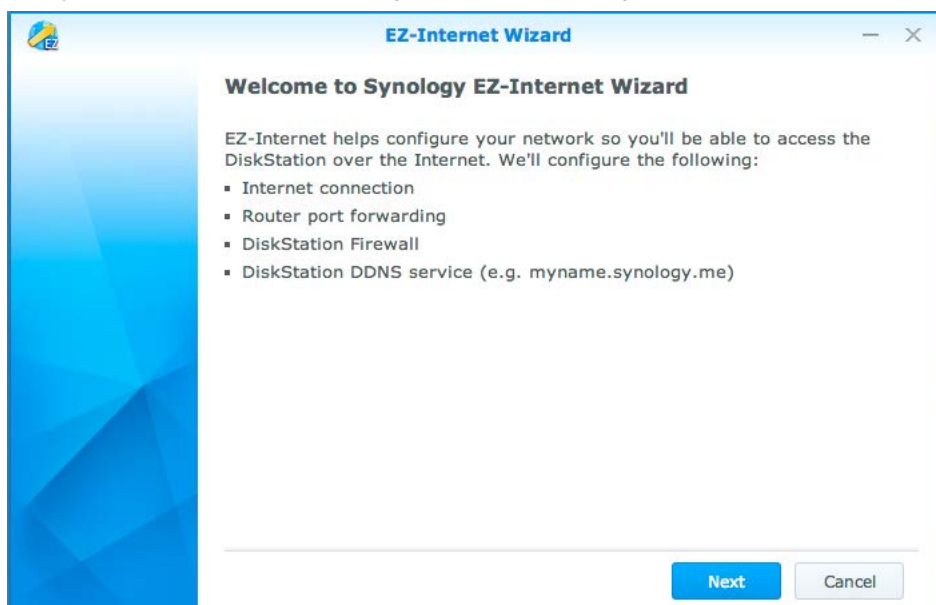 EZ
EZ-Internet Wizard
Welcome to Synology EZ-Internet Wizard
EZ-Internet helps configure your network so you'll be able to access the
DiskStation over the Internet. We'll configure the following:
▪ Internet connection
▪ Router port forwarding
▪ DiskStation Firewall
▪ DiskStation DDNS service (e.g. myname.synology.me)
Next Cancel